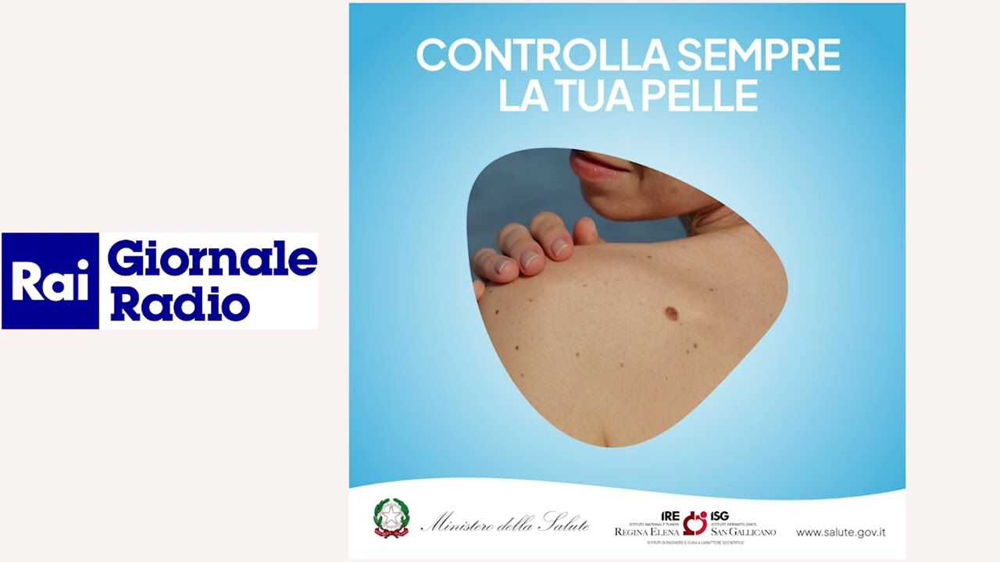 Rai
Giornale
Radio
CONTROLLA SEMPRE
LA TUA PELLE
Ministero della Salute
IRE
ISTITUTO NAZIONALE TUMORI
REGINA ELENA
ISG
ISTITUTO DERMATOLOGICO
SAN GALLICANO
ISTITUTI DI RICOVERO E CURA A CARATTERE SCIENTIFICO
www.salute.gov.it